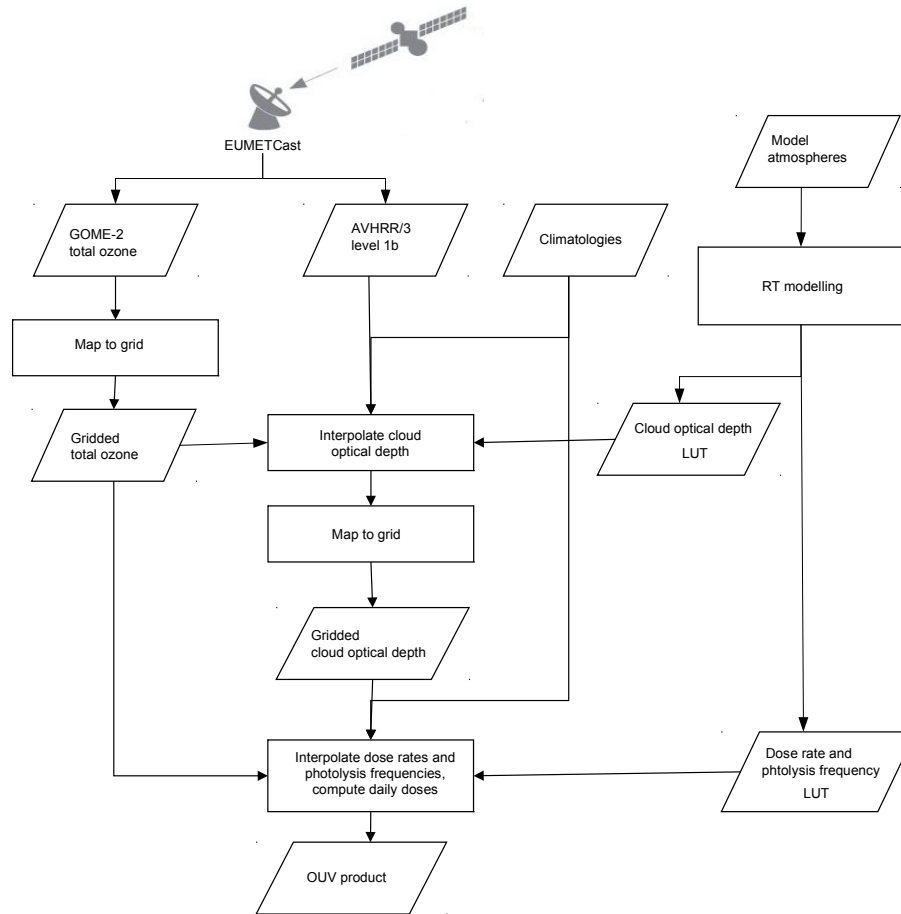 EUMETCast
Model
atmospheres
GOME-2
total ozone
AVHRR/3
level 1b
Climatologies
RT modelling
Map to grid
Gridded
total ozone
Interpolate cloud
optical depth
Cloud optical depth
LUT
Map to grid
Gridded
cloud optical depth
Interpolate dose rates and
photolysis frequencies,
compute daily doses
Dose rate and
phtolysis frequency
LUT
OUV product